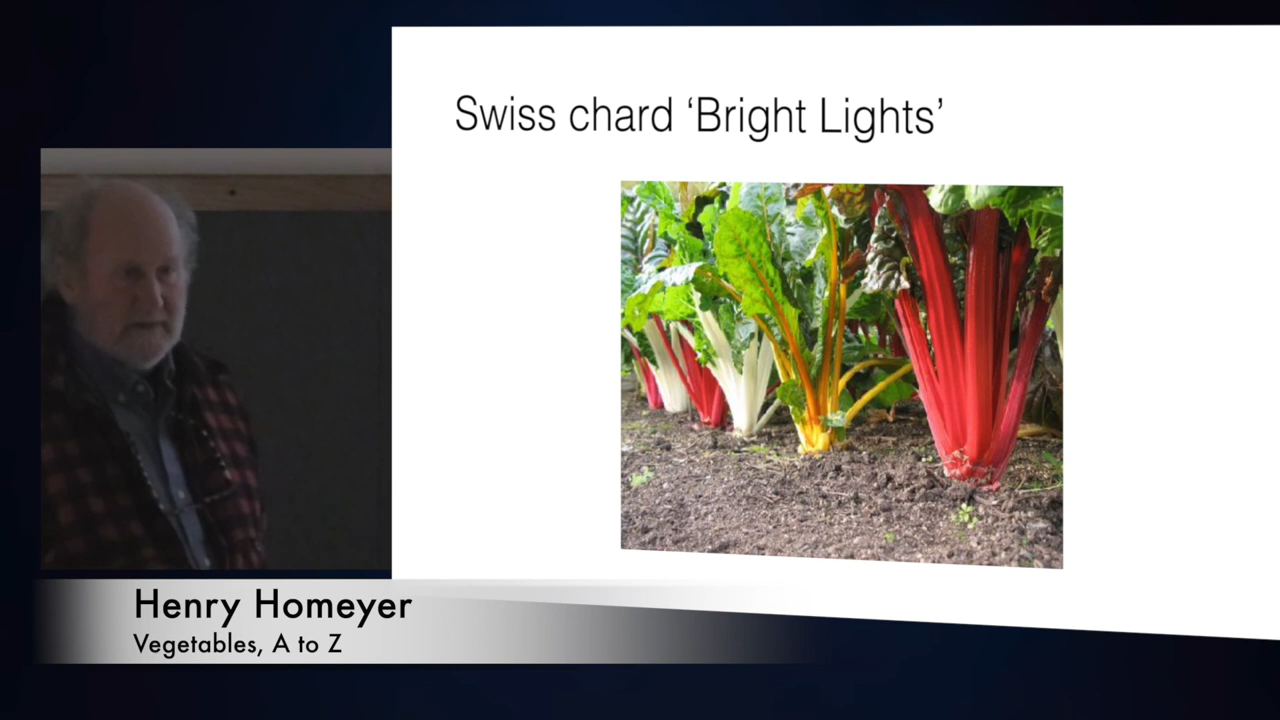 Swiss chard ‘Bright Lights’
Henry Homeyer
Vegetables, A to Z